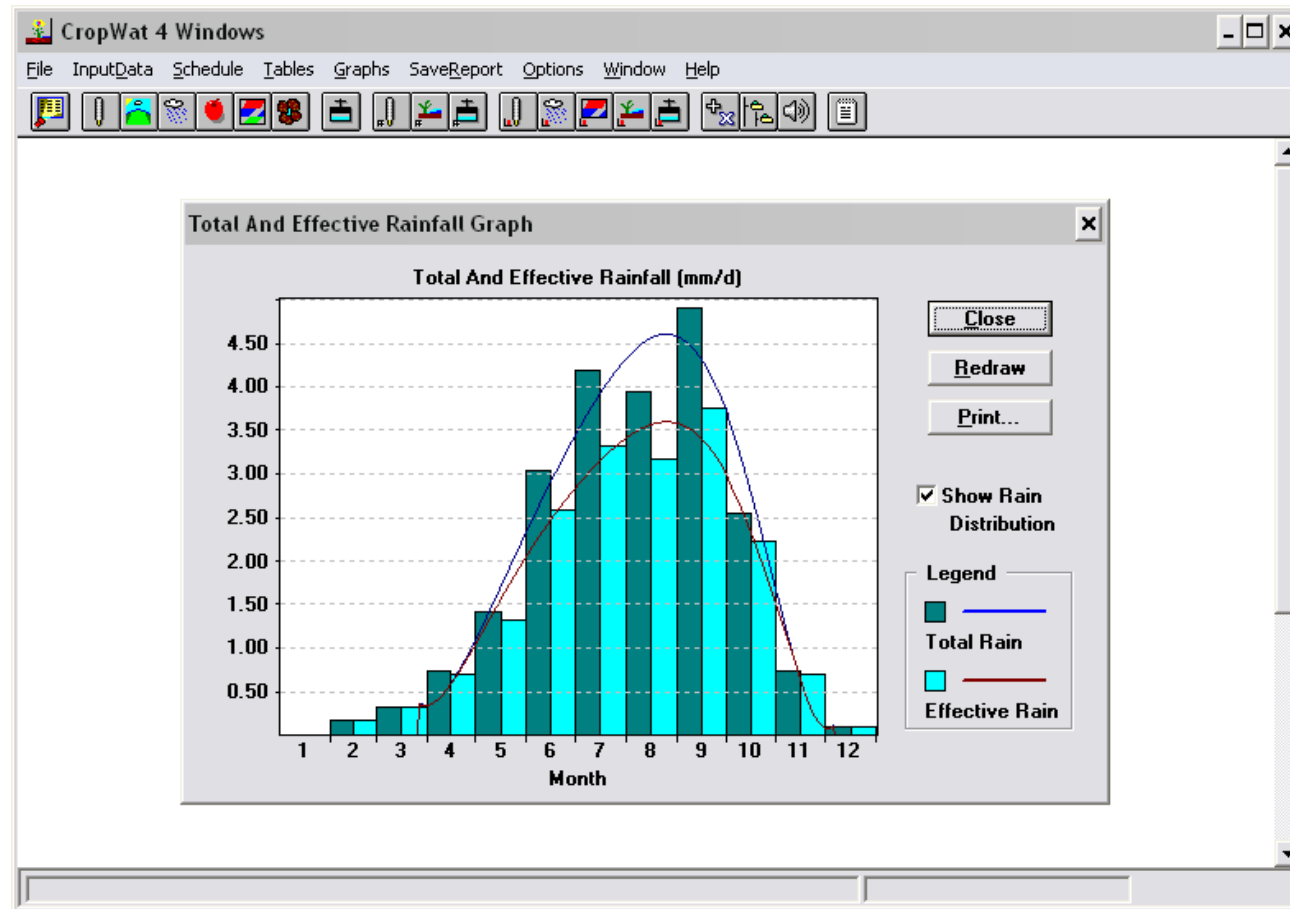 CropWat 4 Windows
File InputData Schedule Tables Graphs SaveReport Options Window Help
Total And Effective Rainfall Graph
Total And Effective Rainfall (mm/d)
4.50
4.00
3.50
3.00
2.50
2.00
1.50
1.00
0.50
1 2 3 4 5 6 7 8 9 10 11 12
Month
Close
Redraw
Print...
Show Rain
Distribution
Legend
Total Rain
Effective Rain